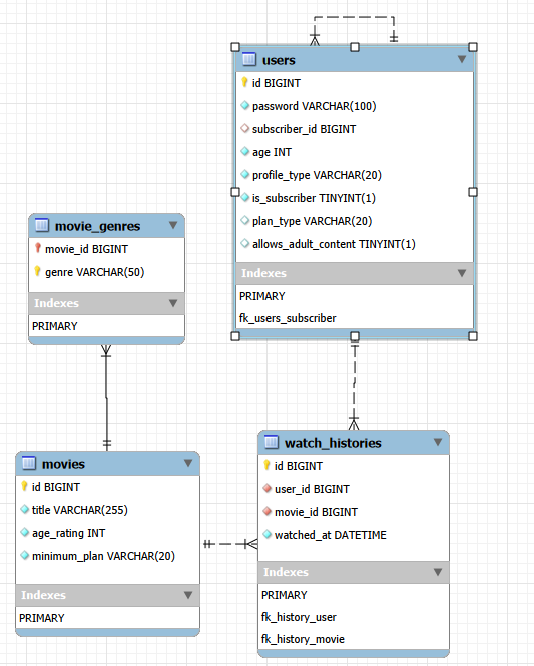 users
id BIGINT
password VARCHAR(100)
subscriber_id BIGINT
age INT
profile_type VARCHAR(20)
is_subscriber TINYINT(1)
plan_type VARCHAR(20)
allows_adult_content TINYINT(1)
Indexes
PRIMARY
fk_users_subscriber
movie_genres
movie_id BIGINT
genre VARCHAR(50)
Indexes
PRIMARY
movies
id BIGINT
title VARCHAR(255)
age_rating INT
minimum_plan VARCHAR(20)
Indexes
PRIMARY
watch_histories
id BIGINT
user_id BIGINT
movie_id BIGINT
watched_at DATETIME
Indexes
PRIMARY
fk_history_user
fk_history_movie